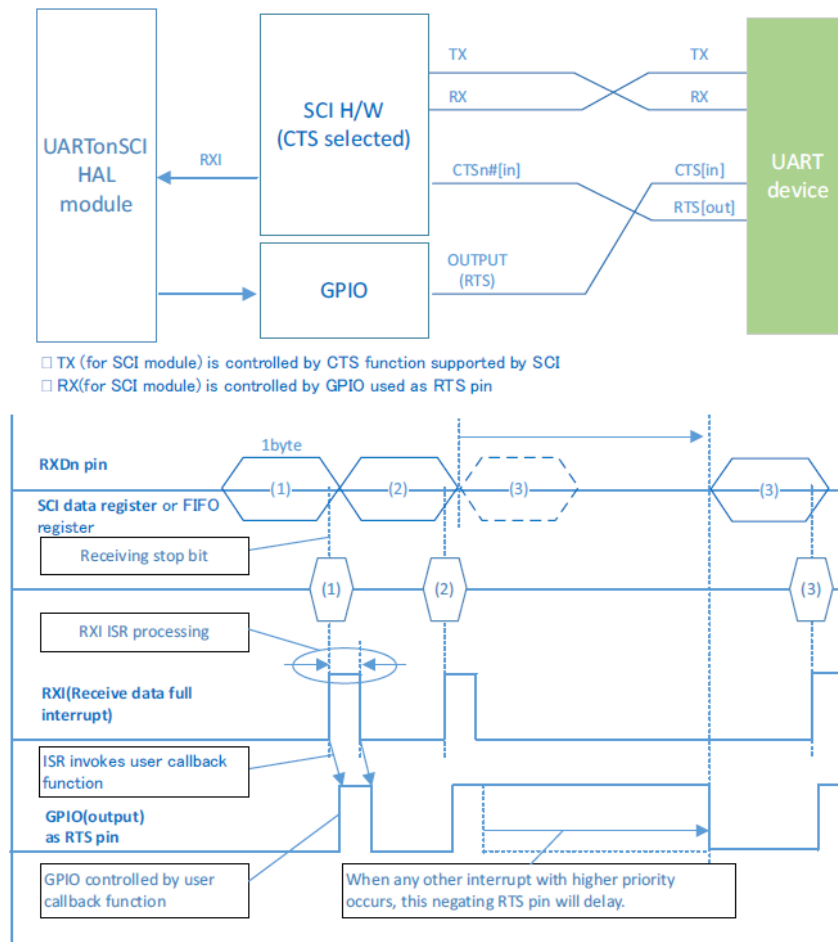 UARTonSCI
HAL
module
RXI
SCI H/W
(CTS selected)
GPIO
TX
RX
CTSn#[in]
OUTPUT
(RTS)
TX
RX
CTS[in]
RTS[out]
UART
device
□ TX (for SCI module) is controlled by CTS function supported by SCI
□ RX(for SCI module) is controlled by GPIO used as RTS pin
1byte
RXDn pin
(1)
(2)
(3)
(3)
SCI data register or FIFO
register
Receiving stop bit
(1)
(2)
(3)
RXI ISR processing
RXI(Receive data full
interrupt)
ISR invokes user callback
function
GPIO(output)
as RTS pin
GPIO controlled by user
callback function
When any other interrupt with higher priority
occurs, this negating RTS pin will delay.